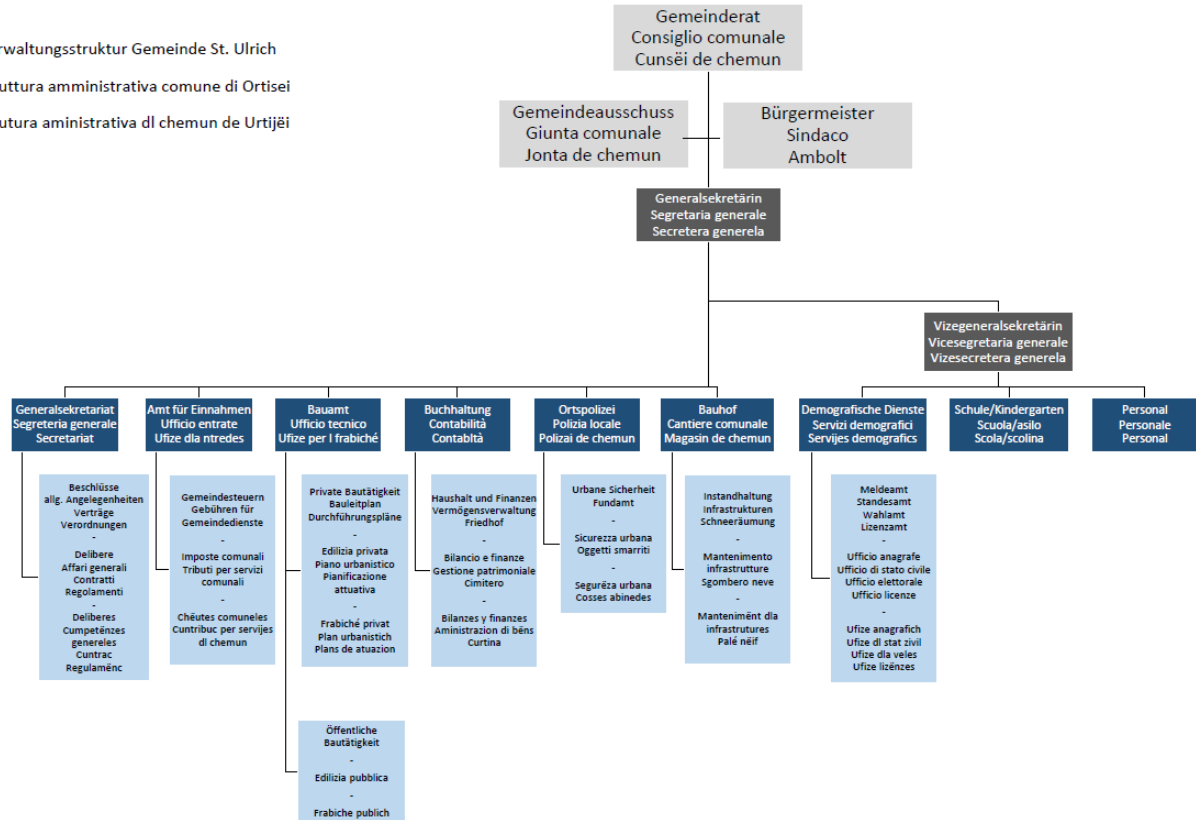 rwaltungsstruktur Gemeinde St. Ulrich
uttura amministrativa comune di Ortisei
utura aministrativa dl chemun de Urtijëi
Gemeinderat
Consiglio comunale
Cunsëi de chemun
Gemeindeausschuss
Giunta comunale
Jonta de chemun
Bürgermeister
Sindaco
Ambolt
Generalsekretärin
Segretaria generale
Secretera generela
Vizegeneralsekretärin
Vicesegretaria generale
Vizesecretera generela
Generalsekretariat
Segreteria generale
Secretariat
Amt für Einnahmen
Ufficio entrate
Ufize dla ntredes
Bauamt
Ufficio tecnico
Ufize per l frabiché
Buchhaltung
Contabilità
Contabltà
Ortspolizei
Polizia locale
Polizai de chemun
Bauhof
Cantiere comunale
Magasin de chemun
Demografische Dienste
Servizi demografici
Servijes demografics
Schule/Kindergarten
Scuola/asilo
Scola/scolina
Personal
Personale
Personal
Beschlüsse
allg. Angelegenheiten
Verträge
Verordnungen
-
Delibere
Affari generali
Contratti
Regolamenti
-
Deliberes
Cumpetënzes
genereles
Cuntrac
Regulamënc
Gemeindesteuern
Gebühren für
Gemeindedienste
-
Imposte comunali
Tributi per servizi
comunali
-
Chëutes comuneles
Cuntribuc per servijes
dl chemun
Private Bautätigkeit
Bauleitplan
Durchführungspläne
-
Edilizia privata
Piano urbanistico
Pianificazione
attuativa
-
Frabiché privat
Plan urbanistich
Plans de atuazion
Öffentliche
Bautätigkeit
-
Edilizia pubblica
-
Frabiche publich
Haushalt und Finanzen
Vermögensverwaltung
Friedhof
-
Bilancio e finanze
Gestione patrimoniale
Cimitero
-
Bilanzes y finanzes
Aministrazion di bëns
Curtina
Urbane Sicherheit
Fundamt
-
Sicurezza urbana
Oggetti smarriti
-
Segurëza urbana
Cosses abinedes
Instandhaltung
Infrastrukturen
Schneeräumung
-
Mantenimento
infrastrutture
Sgombero neve
-
Mantenimënt dla
infrastrutures
Palé nëif
Meldeamt
Standesamt
Wahlamt
Lizenzamt
-
Ufficio anagrafe
Ufficio di stato civile
Ufficio elettorale
Ufficio licenze
-
Ufize anagrafich
Ufize dl stat zivil
Ufize dla veles
Ufize lizënzes